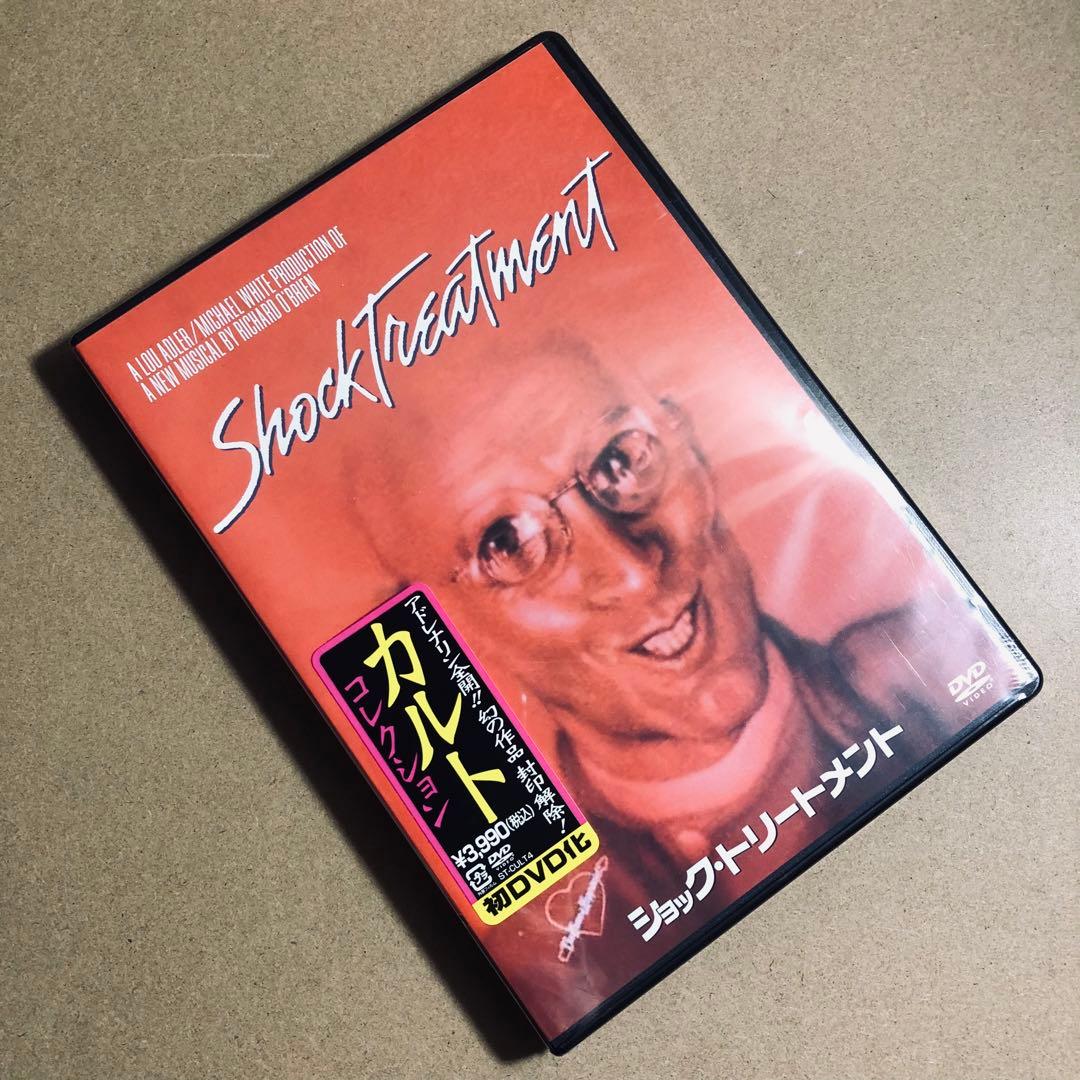 A LOU ADLER/MICHAEL WHITE PRODUCTION OF
A NEW MUSICAL BY RICHARD O'BRIEN
Shock Treatment
アドレナリン全開!! 幻の作品 封印解除!
カルト
コレクション
¥3,990(税込)
DVD
VIDEO
ST-CULT4
初DVD化
DVD
VIDEO
ショック・トリートメント